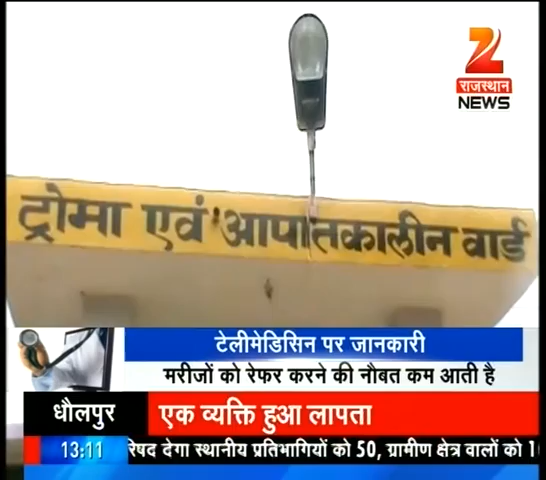 राजस्थान
NEWS
ट्रोमा एवं आपातकालीन वार्ड
टेलीमेडिसिन पर जानकारी
मरीजों को रेफर करने की नौबत कम आती है
धौलपुर एक व्यक्ति हुआ लापता
13:11 रिषद देगा स्थानीय प्रतिभागियों को 50, ग्रामीण क्षेत्र वालों को